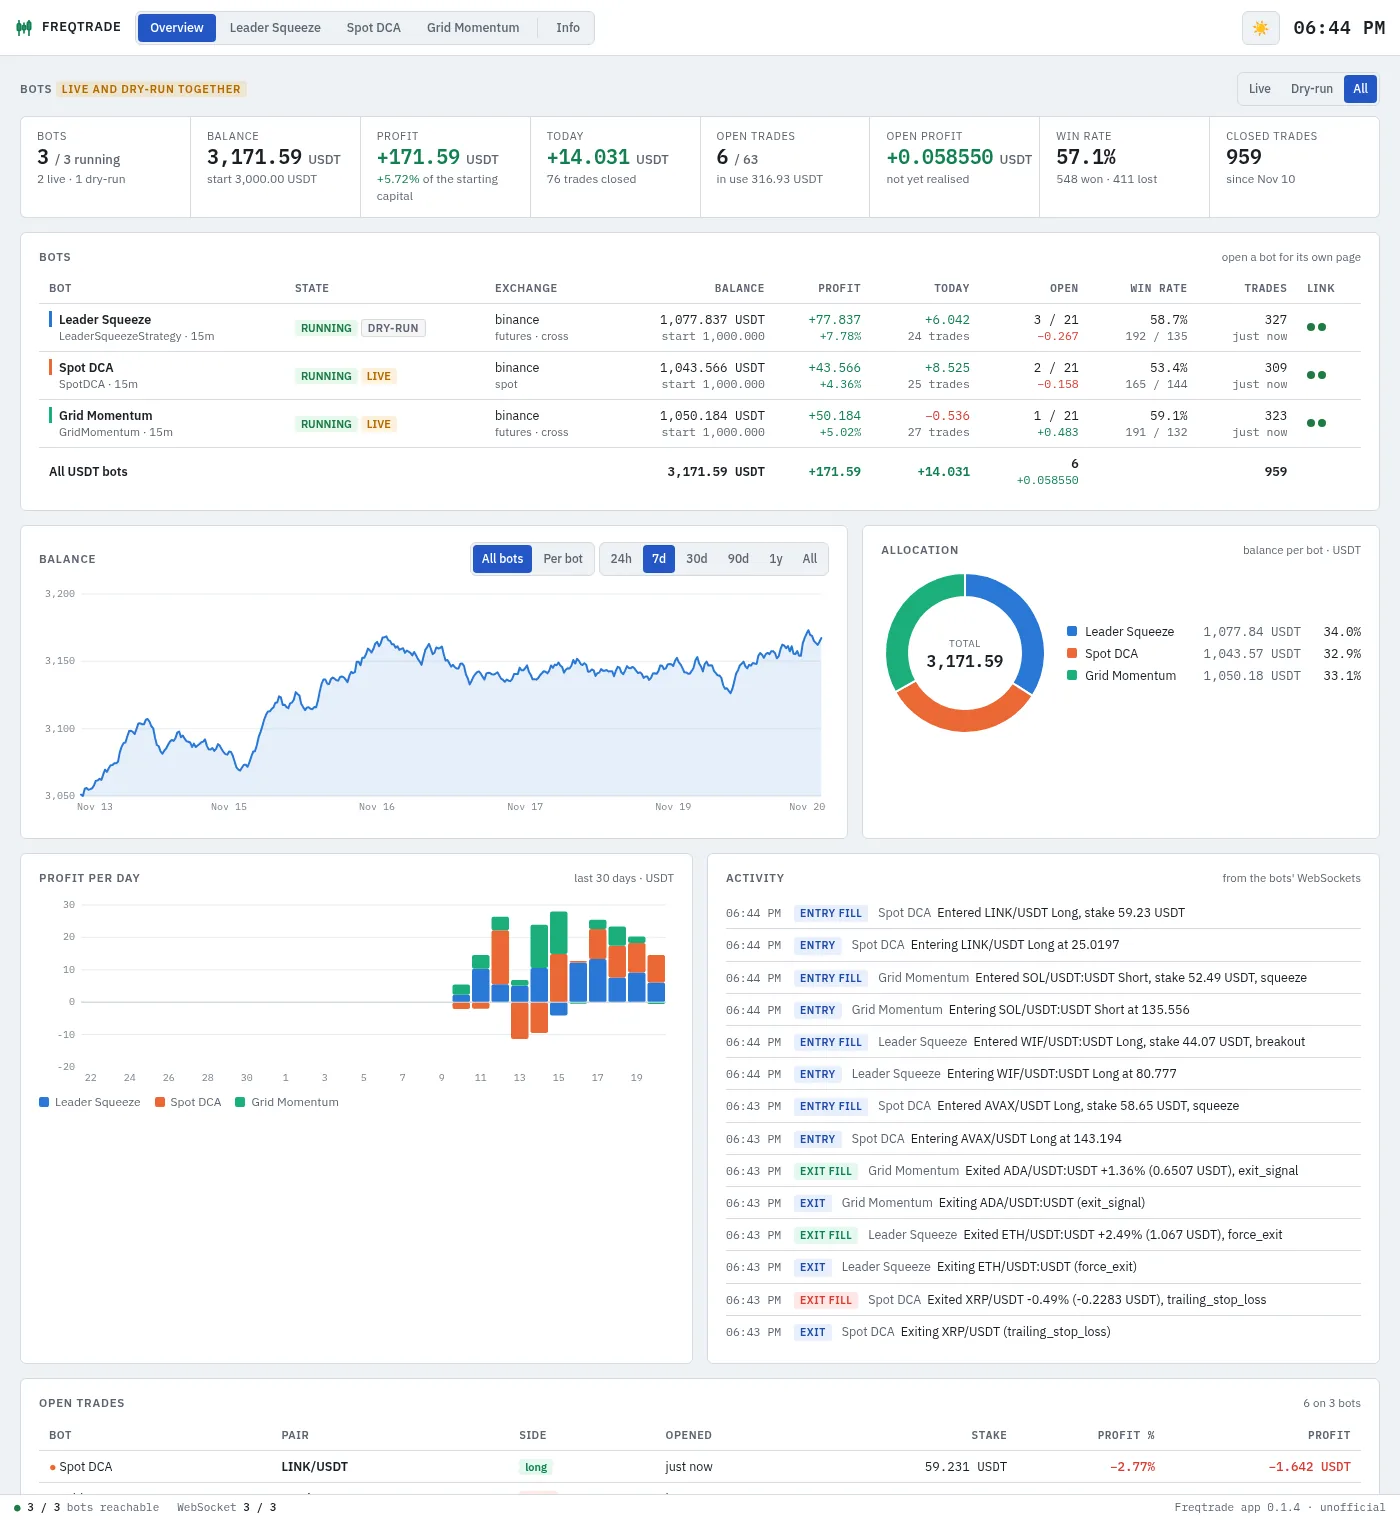 FREQTRADE
Overview Leader Squeeze Spot DCA Grid Momentum Info
06:44 PM
BOTS LIVE AND DRY-RUN TOGETHER
Live Dry-run All
BOTS
3 / 3 running
2 live · 1 dry-run
BALANCE
3,171.59 USDT
start 3,000.00 USDT
PROFIT
+171.59 USDT
+5.72% of the starting
capital
TODAY
+14.031 USDT
76 trades closed
OPEN TRADES
6 / 63
in use 316.93 USDT
OPEN PROFIT
+0.058550 USDT
not yet realised
WIN RATE
57.1%
548 won · 411 lost
CLOSED TRADES
959
since Nov 10
BOTS open a bot for its own page
BOT STATE EXCHANGE BALANCE PROFIT TODAY OPEN WIN RATE TRADES LINK
Leader Squeeze RUNNING DRY-RUN binance 1,077.837 USDT +77.837 +6.042 3 / 21 58.7% 327
LeaderSqueezeStrategy · 15m futures · cross start 1,000.000 +7.78% 24 trades −0.267 192 / 135 just now
Spot DCA RUNNING LIVE binance 1,043.566 USDT +43.566 +8.525 2 / 21 53.4% 309
SpotDCA · 15m spot start 1,000.000 +4.36% 25 trades −0.158 165 / 144 just now
Grid Momentum RUNNING LIVE binance 1,050.184 USDT +50.184 −0.536 1 / 21 59.1% 323
GridMomentum · 15m futures · cross start 1,000.000 +5.02% 27 trades +0.483 191 / 132 just now
All USDT bots 3,171.59 USDT +171.59 +14.031 6 959
+0.058550
BALANCE All bots Per bot 24h 7d 30d 90d 1y All
3,200
3,150
3,100
3,050
Nov 13 Nov 15 Nov 16 Nov 17 Nov 19 Nov 20
ALLOCATION balance per bot · USDT
TOTAL
3,171.59
Leader Squeeze 1,077.84 USDT 34.0%
Spot DCA 1,043.57 USDT 32.9%
Grid Momentum 1,050.18 USDT 33.1%
PROFIT PER DAY last 30 days · USDT
30
20
10
0
-10
-20
22 24 26 28 30 1 3 5 7 9 11 13 15 17 19
Leader Squeeze Spot DCA Grid Momentum
ACTIVITY from the bots' WebSockets
06:44 PM ENTRY FILL Spot DCA Entered LINK/USDT Long, stake 59.23 USDT
06:44 PM ENTRY Spot DCA Entering LINK/USDT Long at 25.0197
06:44 PM ENTRY FILL Grid Momentum Entered SOL/USDT:USDT Short, stake 52.49 USDT, squeeze
06:44 PM ENTRY Grid Momentum Entering SOL/USDT:USDT Short at 135.556
06:44 PM ENTRY FILL Leader Squeeze Entered WIF/USDT:USDT Long, stake 44.07 USDT, breakout
06:44 PM ENTRY Leader Squeeze Entering WIF/USDT:USDT Long at 80.777
06:43 PM ENTRY FILL Spot DCA Entered AVAX/USDT Long, stake 58.65 USDT, squeeze
06:43 PM ENTRY Spot DCA Entering AVAX/USDT Long at 143.194
06:43 PM EXIT FILL Grid Momentum Exited ADA/USDT:USDT +1.36% (0.6507 USDT), exit_signal
06:43 PM EXIT Grid Momentum Exiting ADA/USDT:USDT (exit_signal)
06:43 PM EXIT FILL Leader Squeeze Exited ETH/USDT:USDT +2.49% (1.067 USDT), force_exit
06:43 PM EXIT Leader Squeeze Exiting ETH/USDT:USDT (force_exit)
06:43 PM EXIT FILL Spot DCA Exited XRP/USDT -0.49% (-0.2283 USDT), trailing_stop_loss
06:43 PM EXIT Spot DCA Exiting XRP/USDT (trailing_stop_loss)
OPEN TRADES 6 on 3 bots
BOT PAIR SIDE OPENED STAKE PROFIT % PROFIT
Spot DCA LINK/USDT long just now 59.231 USDT −2.77% −1.642 USDT
3 / 3 bots reachable WebSocket 3 / 3 Freqtrade app 0.1.4 · unofficial